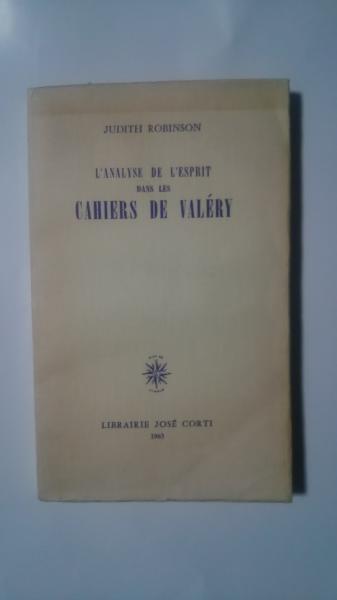 JUDITH ROBINSON
L'ANALYSE DE L'ESPRIT
DANS LES
CAHIERS DE VALÉRY
LIBRAIRIE JOSÉ CORTI
1963